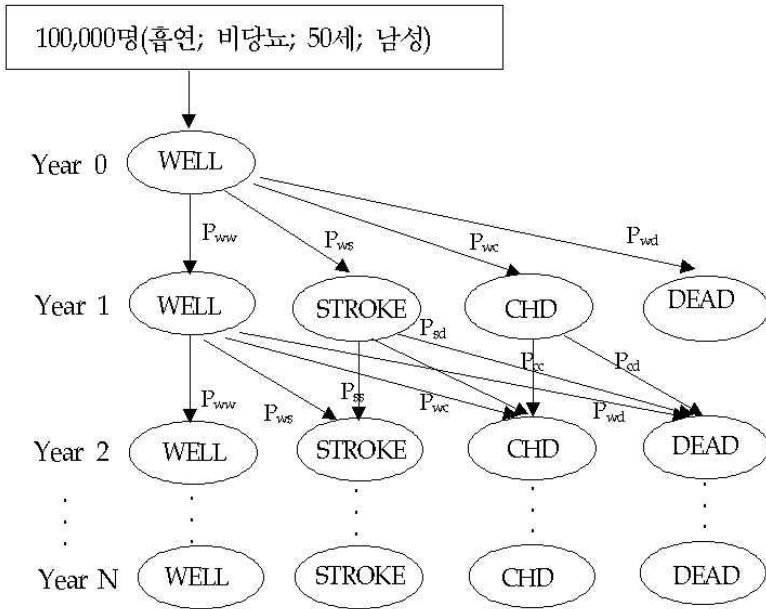 100,000명(흡연; 비당뇨; 50세; 남성)
Year 0 WELL
Pww Pws Pwc Pwd
Year 1 WELL STROKE CHD DEAD
Psd
Pcc Pcd
Pww Pws Pss Pwc Pwd
Year 2 WELL STROKE CHD DEAD
Year N WELL STROKE CHD DEAD